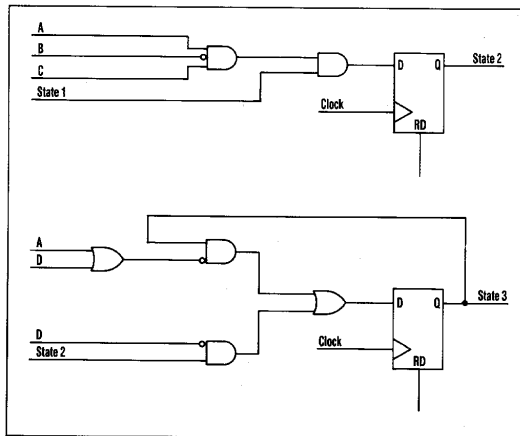 A
B
C
State 1
D Q
State 2
Clock
RD
A
D
D Q
State 3
D
State 2
Clock
RD